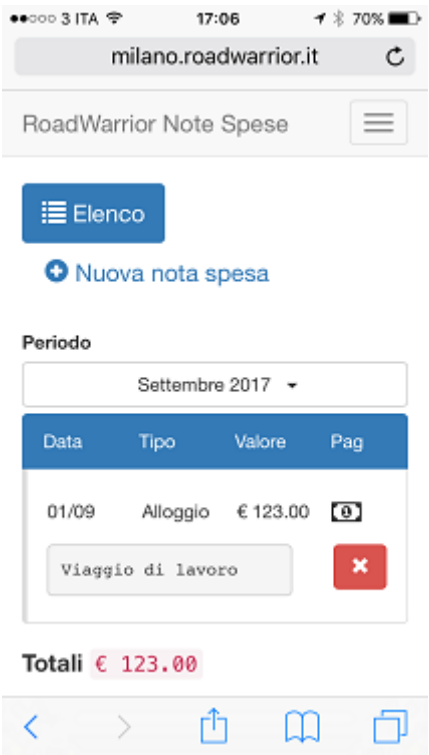 3 ITA 17:06 70%
milano.roadwarrior.it
RoadWarrior Note Spese
Elenco
Nuova nota spesa
Periodo
Settembre 2017
Data Tipo Valore Pag
01/09 Alloggio € 123.00
Viaggio di lavoro
Totali € 123.00